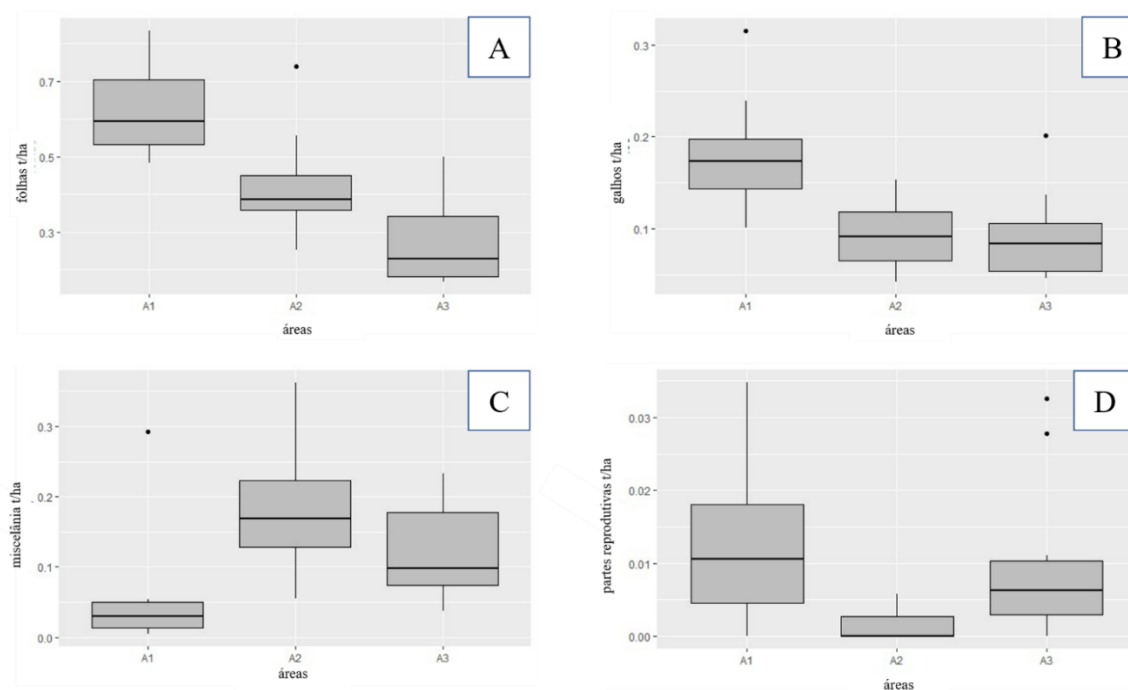 A
folhas t/ha
0.7
0.5
0.3
A1
A2
A3
áreas
B
galhos t/ha
0.3
0.2
0.1
A1
A2
A3
áreas
C
miscelânia t/ha
0.3
0.2
0.1
0.0
A1
A2
A3
áreas
D
partes reprodutivas t/ha
0.03
0.02
0.01
0.00
A1
A2
A3
áreas